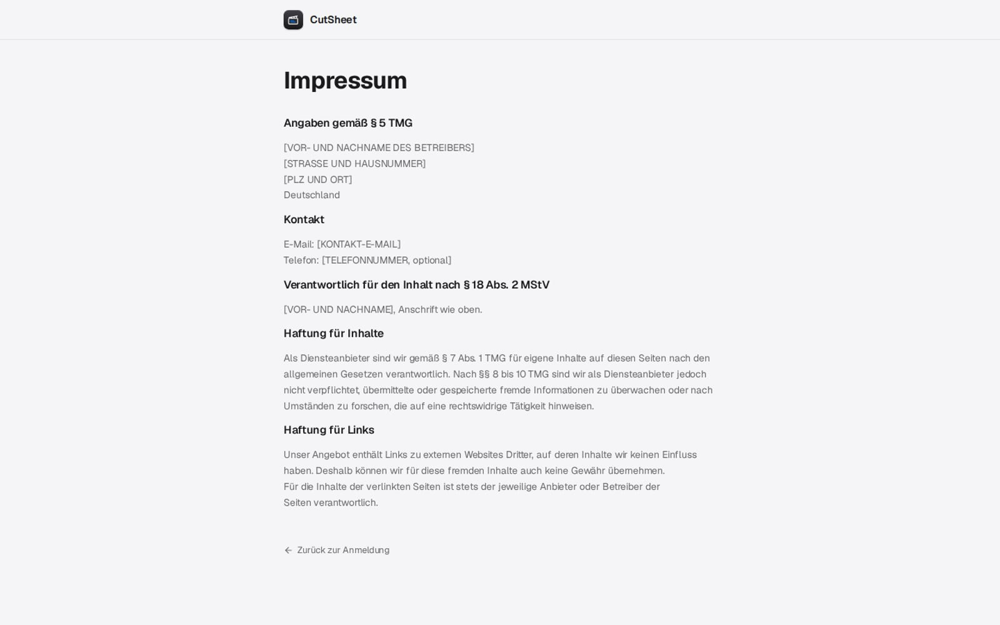 CutSheet
Impressum
Angaben gemäß § 5 TMG
[VOR- UND NACHNAME DES BETREIBERS]
[STRASSE UND HAUSNUMMER]
[PLZ UND ORT]
Deutschland
Kontakt
E-Mail: [KONTAKT-E-MAIL]
Telefon: [TELEFONNUMMER, optional]
Verantwortlich für den Inhalt nach § 18 Abs. 2 MStV
[VOR- UND NACHNAME], Anschrift wie oben.
Haftung für Inhalte
Als Diensteanbieter sind wir gemäß § 7 Abs. 1 TMG für eigene Inhalte auf diesen Seiten nach den
allgemeinen Gesetzen verantwortlich. Nach §§ 8 bis 10 TMG sind wir als Diensteanbieter jedoch
nicht verpflichtet, übermittelte oder gespeicherte fremde Informationen zu überwachen oder nach
Umständen zu forschen, die auf eine rechtswidrige Tätigkeit hinweisen.
Haftung für Links
Unser Angebot enthält Links zu externen Websites Dritter, auf deren Inhalte wir keinen Einfluss
haben. Deshalb können wir für diese fremden Inhalte auch keine Gewähr übernehmen.
Für die Inhalte der verlinkten Seiten ist stets der jeweilige Anbieter oder Betreiber der
Seiten verantwortlich.
← Zurück zur Anmeldung